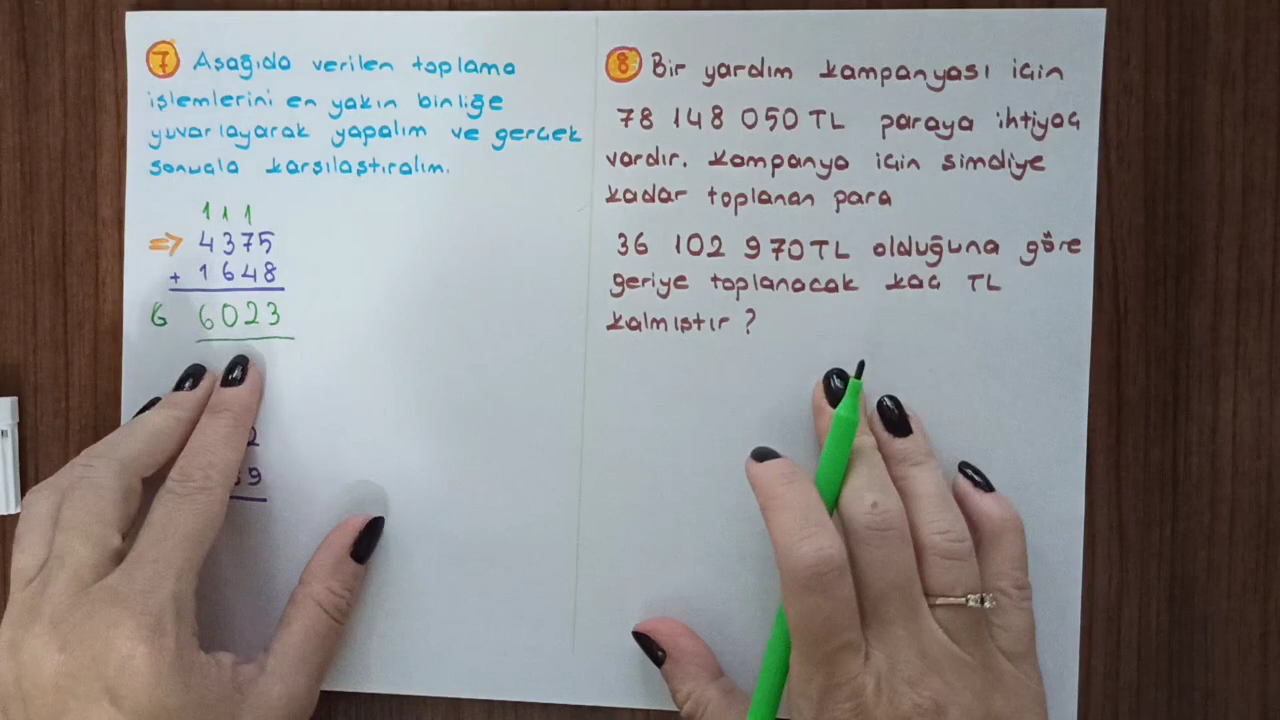 7 Aşağıda verilen toplama
işlemlerini en yakın binliğe
yuvarlayarak yapalım ve gerçek
sonuçla karşılaştıralım.
1 1 1
⇒ 4375
+ 1648
6 6023
2
9
8 Bir yardım kampanyası için
78 148 050 TL paraya ihtiyaç
vardır. Kampanya için şimdiye
kadar toplanan para
36 102 970 TL olduğuna göre
geriye toplanacak kaç TL
kalmıştır?